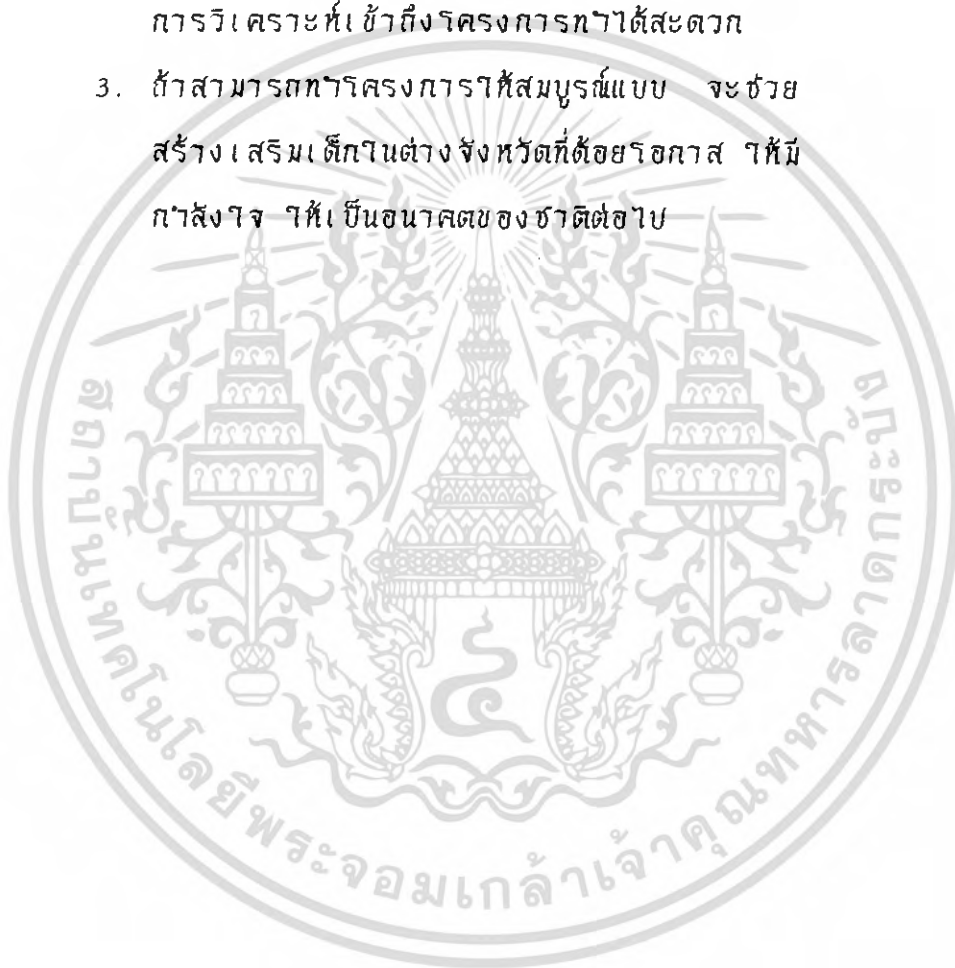 การวิเคราะห์เข้าถึงโครงการทำได้สะดวก
3. ถ้าสามารถทำโครงการให้สมบูรณ์แบบ จะช่วย
สร้างเสริมเด็กในต่างจังหวัดที่ด้อยโอกาส ให้มี
กำลังใจ ให้เป็นอนาคตของชาติต่อไป
สถาบันเทคโนโลยีพระจอมเกล้าเจ้าคุณทหารลาดกระบัง
๔